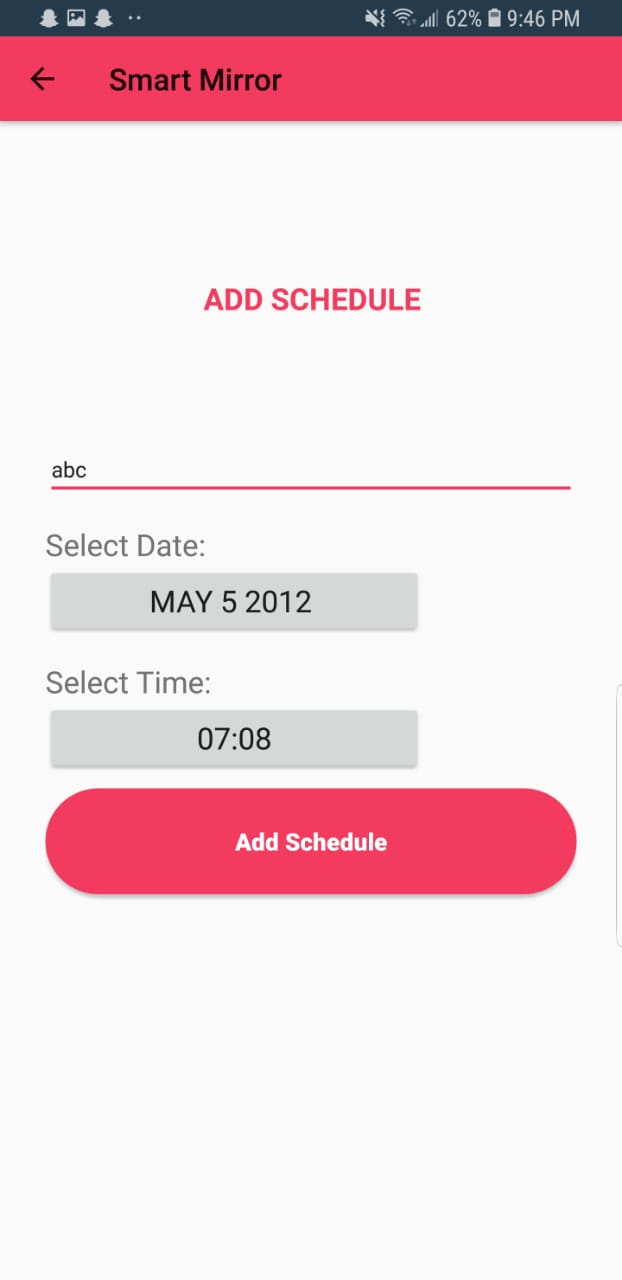 62% 9:46 PM
Smart Mirror
ADD SCHEDULE
abc
Select Date:
MAY 5 2012
Select Time:
07:08
Add Schedule